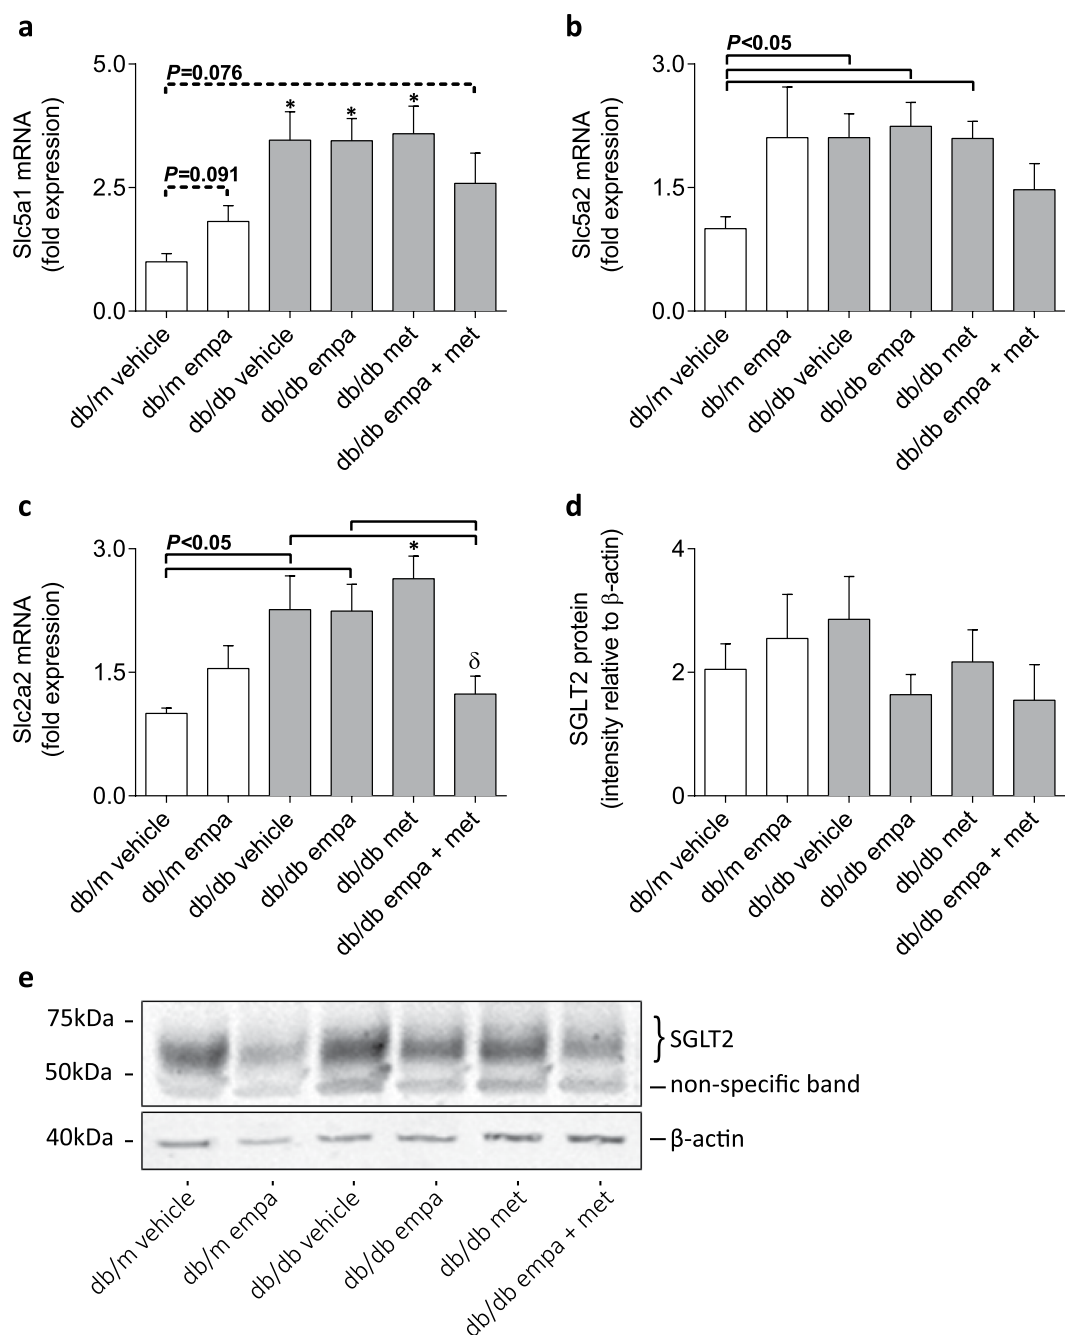 a
5.0
2.5
0.0
Slc5a1 mRNA
(fold expression)
P=0.076
P=0.091
*
*
*
db/m vehicle
db/m empa
db/db vehicle
db/db empa
db/db met
db/db empa + met
b
3.0
1.5
0.0
Slc5a2 mRNA
(fold expression)
P<0.05
db/m vehicle
db/m empa
db/db vehicle
db/db empa
db/db met
db/db empa + met
c
3.0
1.5
0.0
Slc2a2 mRNA
(fold expression)
P<0.05
*
δ
db/m vehicle
db/m empa
db/db vehicle
db/db empa
db/db met
db/db empa + met
d
4
2
0
SGLT2 protein
(intensity relative to β-actin)
db/m vehicle
db/m empa
db/db vehicle
db/db empa
db/db met
db/db empa + met
e
75kDa
50kDa
40kDa
SGLT2
non-specific band
β-actin
db/m vehicle
db/m empa
db/db vehicle
db/db empa
db/db met
db/db empa + met